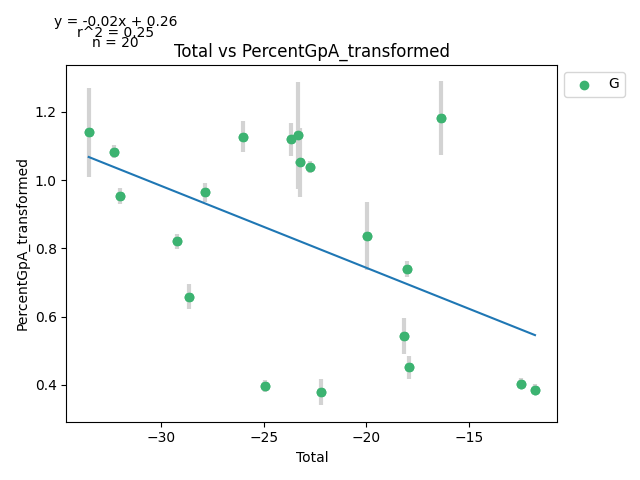 y = -0.02x + 0.26
r^2 = 0.25
n = 20
Total vs PercentGpA_transformed
G
PercentGpA_transformed
1.2
1.0
0.8
0.6
0.4
−30
−25
−20
−15
Total